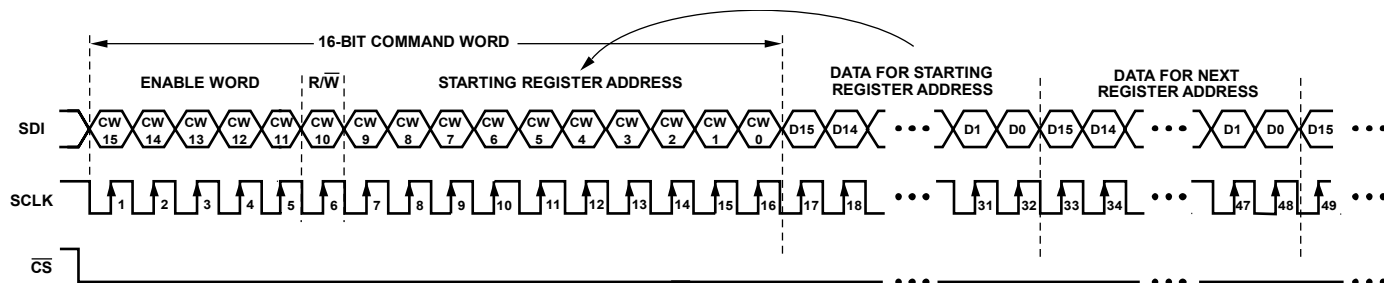 16-BIT COMMAND WORD
ENABLE WORD R/W̅ STARTING REGISTER ADDRESS
DATA FOR STARTING
REGISTER ADDRESS
DATA FOR NEXT
REGISTER ADDRESS
SDI
CW
15
CW
14
CW
13
CW
12
CW
11
CW
10
CW
9
CW
8
CW
7
CW
6
CW
5
CW
4
CW
3
CW
2
CW
1
CW
0
D15 D14 ••• D1 D0 D15 D14 ••• D1 D0 D15 •••
SCLK 1 2 3 4 5 6 7 8 9 10 11 12 13 14 15 16 17 18 ••• 31 32 33 34 ••• 47 48 49 •••
C̅S̅ ••• ••• •••